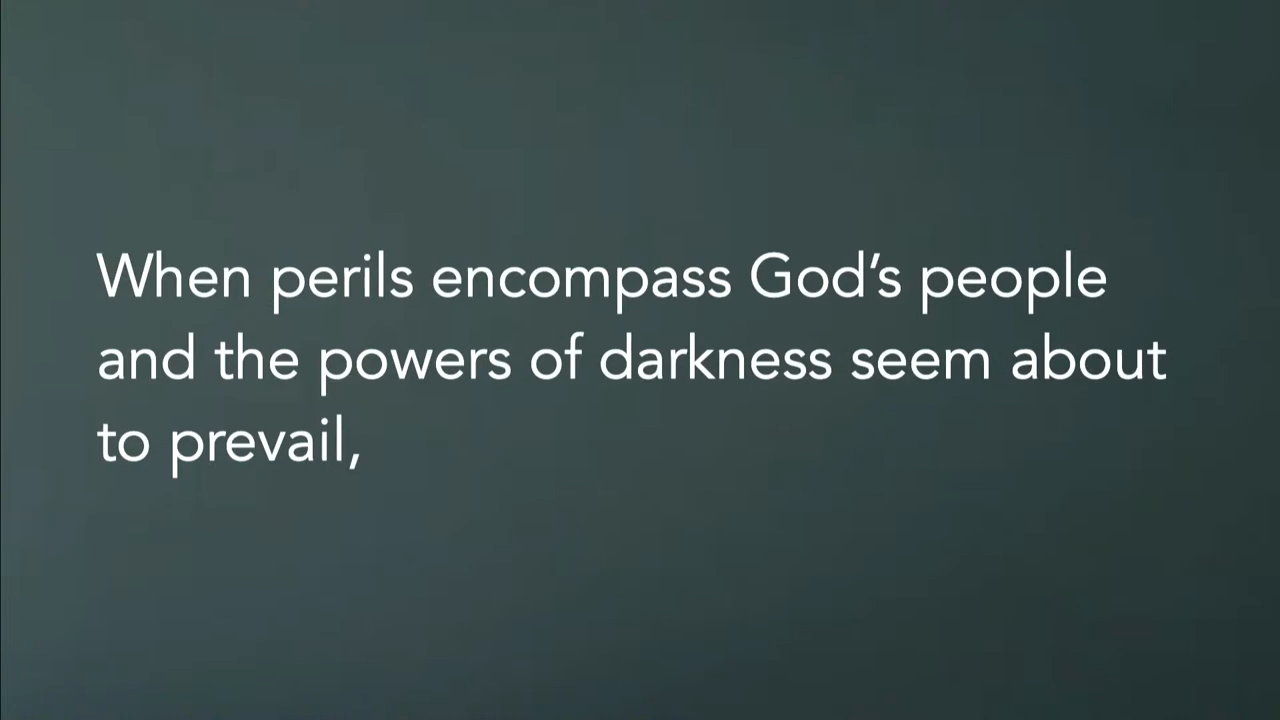 When perils encompass God’s people
and the powers of darkness seem about
to prevail,